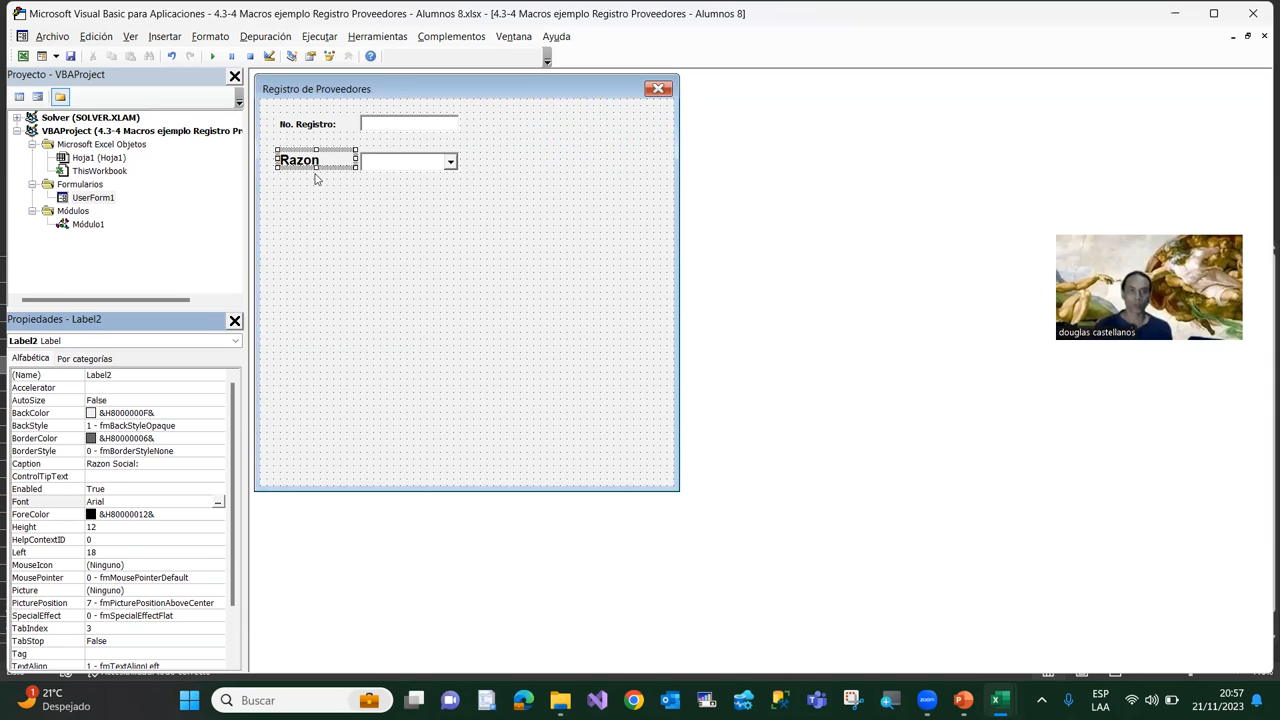 Microsoft Visual Basic para Aplicaciones - 4.3-4 Macros ejemplo Registro Proveedores - Alumnos 8.xlsx - [4.3-4 Macros ejemplo Registro Proveedores - Alumnos 8]
Archivo Edición Ver Insertar Formato Depuración Ejecutar Herramientas Complementos Ventana Ayuda
Proyecto - VBAProject
Solver (SOLVER.XLAM)
VBAProject (4.3-4 Macros ejemplo Registro Pr
Microsoft Excel Objetos
Hoja1 (Hoja1)
ThisWorkbook
Formularios
UserForm1
Módulos
Módulo1
Propiedades - Label2
Label2 Label
Alfabética Por categorías
(Name) Label2
Accelerator
AutoSize False
BackColor &H8000000F&
BackStyle 1 - fmBackStyleOpaque
BorderColor &H80000006&
BorderStyle 0 - fmBorderStyleNone
Caption Razon Social:
ControlTipText
Enabled True
Font Arial ...
ForeColor &H80000012&
Height 12
HelpContextID 0
Left 18
MouseIcon (Ninguno)
MousePointer 0 - fmMousePointerDefault
Picture (Ninguno)
PicturePosition 7 - fmPicturePositionAboveCenter
SpecialEffect 0 - fmSpecialEffectFlat
TabIndex 3
TabStop False
Tag
TextAlign 1 - fmTextAlignLeft
Registro de Proveedores
No. Registro:
Razon
douglas castellanos
21°C
Despejado
Buscar
ESP
LAA
20:57
21/11/2023